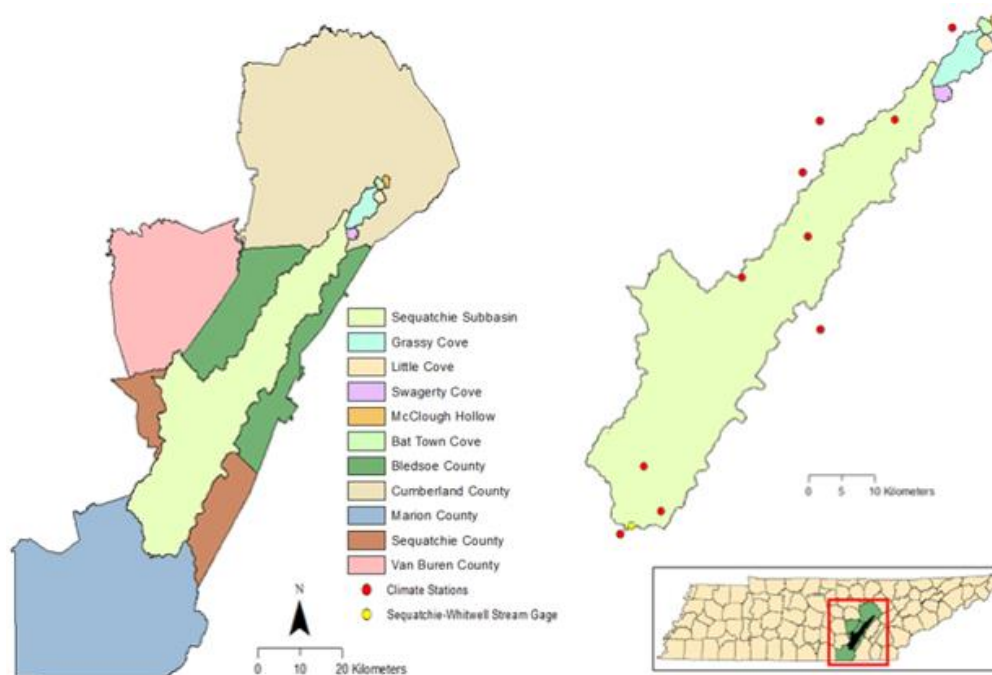 Sequatchie Subbasin
Grassy Cove
Little Cove
Swagerty Cove
McClough Hollow
Bat Town Cove
Bledsoe County
Cumberland County
Marion County
Sequatchie County
Van Buren County
Climate Stations
Sequatchie-Whitwell Stream Gage
N
0 10 20 Kilometers
0 5 10 Kilometers